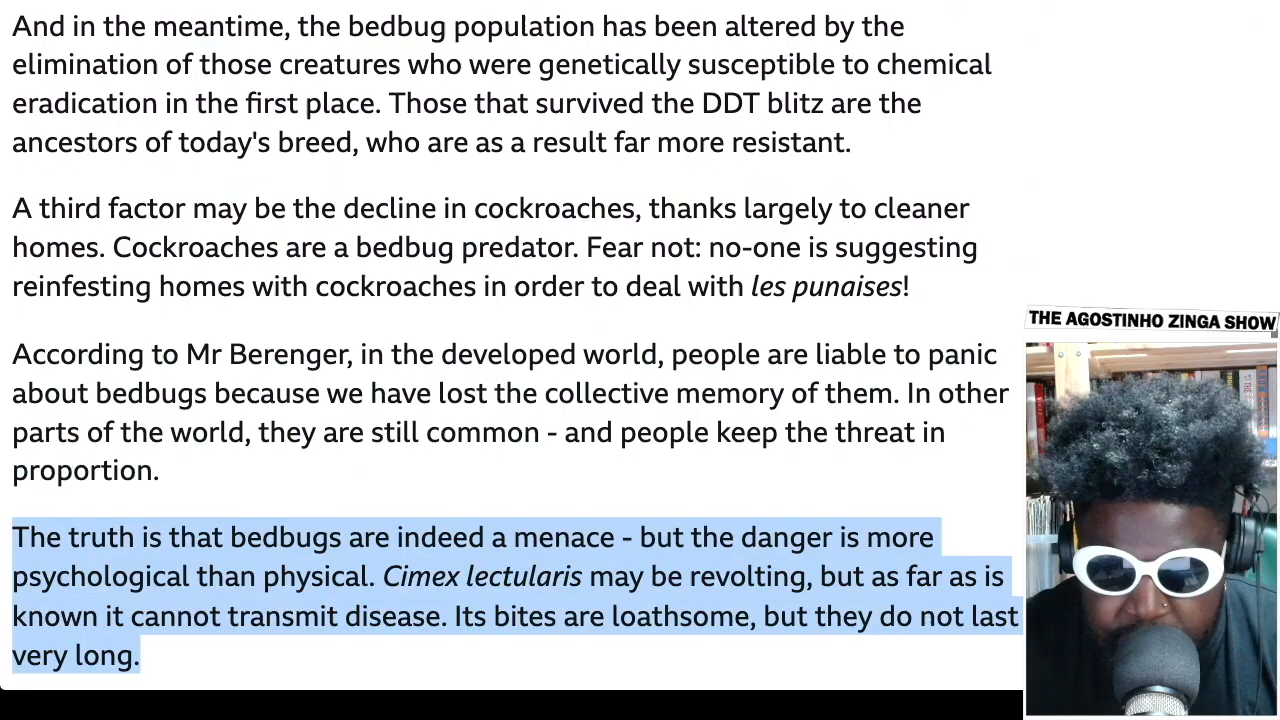 And in the meantime, the bedbug population has been altered by the
elimination of those creatures who were genetically susceptible to chemical
eradication in the first place. Those that survived the DDT blitz are the
ancestors of today's breed, who are as a result far more resistant.
A third factor may be the decline in cockroaches, thanks largely to cleaner
homes. Cockroaches are a bedbug predator. Fear not: no-one is suggesting
reinfesting homes with cockroaches in order to deal with les punaises!
According to Mr Berenger, in the developed world, people are liable to panic
about bedbugs because we have lost the collective memory of them. In other
parts of the world, they are still common - and people keep the threat in
proportion.
The truth is that bedbugs are indeed a menace - but the danger is more
psychological than physical. Cimex lectularis may be revolting, but as far as is
known it cannot transmit disease. Its bites are loathsome, but they do not last
very long.
THE AGOSTINHO ZINGA SHOW